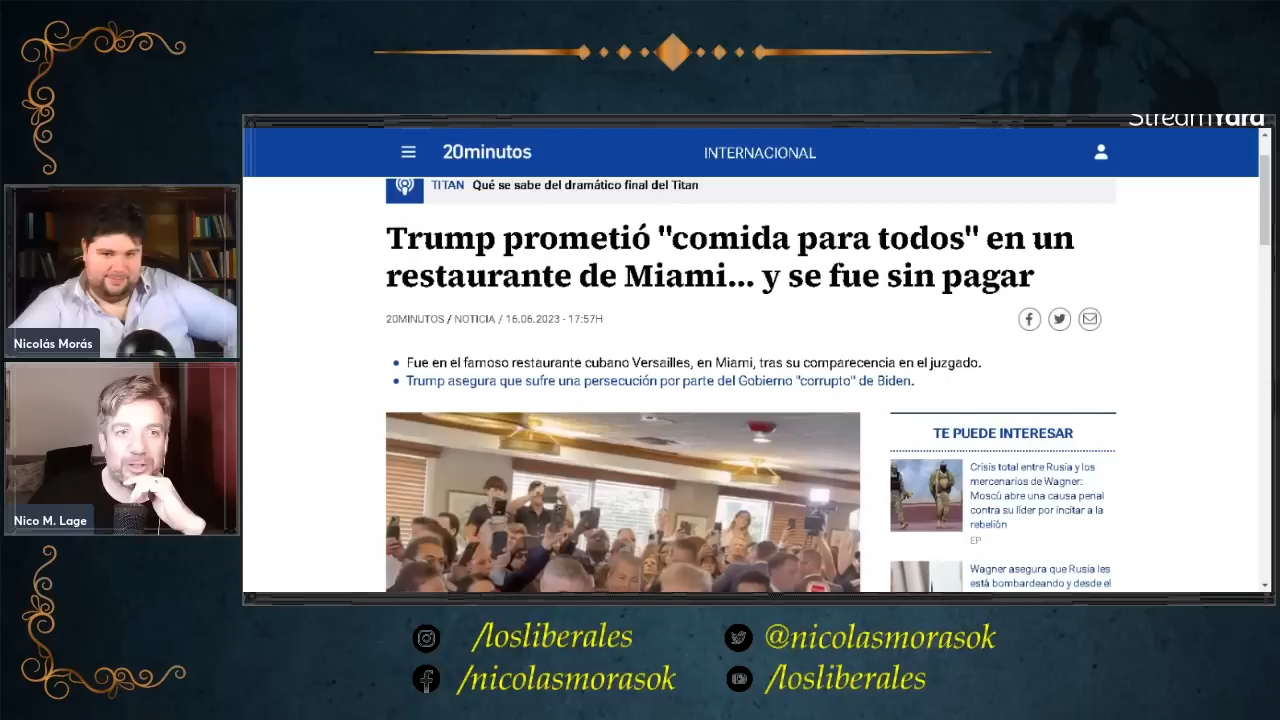 StreamYard
20minutos
INTERNACIONAL
TITAN Qué se sabe del dramático final del Titan
Trump prometió "comida para todos" en un
restaurante de Miami... y se fue sin pagar
20MINUTOS / NOTICIA / 16.06.2023 - 17:57H
Fue en el famoso restaurante cubano Versailles, en Miami, tras su comparecencia en el juzgado.
Trump asegura que sufre una persecución por parte del Gobierno "corrupto" de Biden.
TE PUEDE INTERESAR
Crisis total entre Rusia y los
mercenarios de Wagner:
Moscú abre una causa penal
contra su líder por incitar a la
rebelión
EP
Wagner asegura que Rusia les
está bombardeando y desde el
Nicolás Morás
Nico M. Lage
/losliberales
@nicolasmorasok
/nicolasmorasok
/losliberales